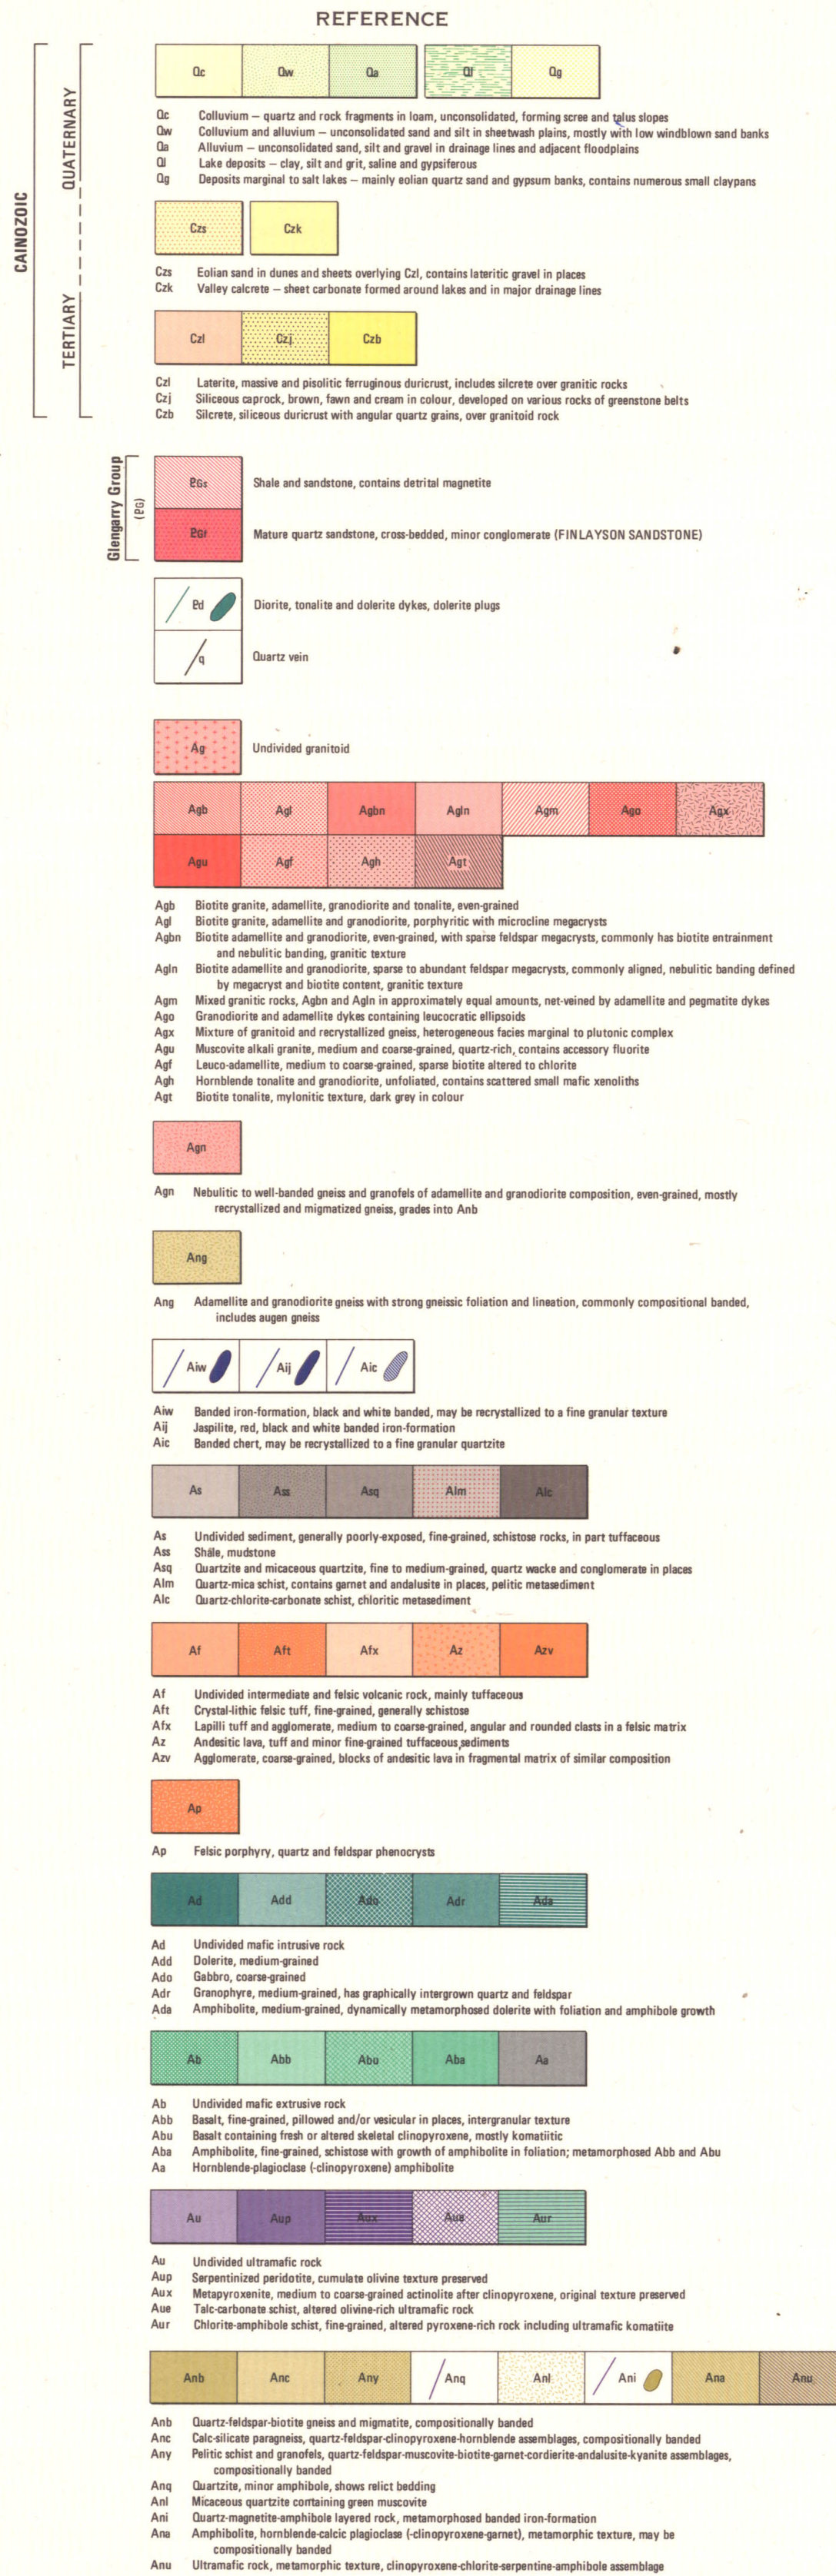 REFERENCE
Qc Qw Qa Ql Qg
Qc Colluvium — quartz and rock fragments in loam, unconsolidated, forming scree and talus slopes
Qw Colluvium and alluvium — unconsolidated sand and silt in sheetwash plains, mostly with low windblown sand banks
Qa Alluvium — unconsolidated sand, silt and gravel in drainage lines and adjacent floodplains
Ql Lake deposits — clay, silt and grit, saline and gypsiferous
Qg Deposits marginal to salt lakes — mainly eolian quartz sand and gypsum banks, contains numerous small claypans
CAINOZOIC
QUATERNARY
Czs Czk
Czs Eolian sand in dunes and sheets overlying Czl, contains lateritic gravel in places
Czk Valley calcrete — sheet carbonate formed around lakes and in major drainage lines
TERTIARY
Czl Czj Czb
Czl Laterite, massive and pisolitic ferruginous duricrust, includes silcrete over granitic rocks
Czj Siliceous caprock, brown, fawn and cream in colour, developed on various rocks of greenstone belts
Czb Silcrete, siliceous duricrust with angular quartz grains, over granitoid rock
Glengarry Group
(ⱣG)
ⱣGs Shale and sandstone, contains detrital magnetite
ⱣGf Mature quartz sandstone, cross-bedded, minor conglomerate (FINLAYSON SANDSTONE)
Ᵽd Diorite, tonalite and dolerite dykes, dolerite plugs
q Quartz vein
Ag Undivided granitoid
Agb Agl Agbn Agln Agm Ago Agx
Agu Agf Agh Agt
Agb Biotite granite, adamellite, granodiorite and tonalite, even-grained
Agl Biotite granite, adamellite and granodiorite, porphyritic with microcline megacrysts
Agbn Biotite adamellite and granodiorite, even-grained, with sparse feldspar megacrysts, commonly has biotite entrainment
and nebulitic banding, granitic texture
Agln Biotite adamellite and granodiorite, sparse to abundant feldspar megacrysts, commonly aligned, nebulitic banding defined
by megacryst and biotite content, granitic texture
Agm Mixed granitic rocks, Agbn and Agln in approximately equal amounts, net-veined by adamellite and pegmatite dykes
Ago Granodiorite and adamellite dykes containing leucocratic ellipsoids
Agx Mixture of granitoid and recrystallized gneiss, heterogeneous facies marginal to plutonic complex
Agu Muscovite alkali granite, medium and coarse-grained, quartz-rich, contains accessory fluorite
Agf Leuco-adamellite, medium to coarse-grained, sparse biotite altered to chlorite
Agh Hornblende tonalite and granodiorite, unfoliated, contains scattered small mafic xenoliths
Agt Biotite tonalite, mylonitic texture, dark grey in colour
Agn
Agn Nebulitic to well-banded gneiss and granofels of adamellite and granodiorite composition, even-grained, mostly
recrystallized and migmatized gneiss, grades into Anb
Ang
Ang Adamellite and granodiorite gneiss with strong gneissic foliation and lineation, commonly compositional banded,
includes augen gneiss
Aiw Aij Aic
Aiw Banded iron-formation, black and white banded, may be recrystallized to a fine granular texture
Aij Jaspilite, red, black and white banded iron-formation
Aic Banded chert, may be recrystallized to a fine granular quartzite
As Ass Asq Alm Alc
As Undivided sediment, generally poorly-exposed, fine-grained, schistose rocks, in part tuffaceous
Ass Shale, mudstone
Asq Quartzite and micaceous quartzite, fine to medium-grained, quartz wacke and conglomerate in places
Alm Quartz-mica schist, contains garnet and andalusite in places, pelitic metasediment
Alc Quartz-chlorite-carbonate schist, chloritic metasediment
Af Aft Afx Az Azv
Af Undivided intermediate and felsic volcanic rock, mainly tuffaceous
Aft Crystal-lithic felsic tuff, fine-grained, generally schistose
Afx Lapilli tuff and agglomerate, medium to coarse-grained, angular and rounded clasts in a felsic matrix
Az Andesitic lava, tuff and minor fine-grained tuffaceous sediments
Azv Agglomerate, coarse-grained, blocks of andesitic lava in fragmental matrix of similar composition
Ap
Ap Felsic porphyry, quartz and feldspar phenocrysts
Ad Add Ado Adr Ada
Ad Undivided mafic intrusive rock
Add Dolerite, medium-grained
Ado Gabbro, coarse-grained
Adr Granophyre, medium-grained, has graphically intergrown quartz and feldspar
Ada Amphibolite, medium-grained, dynamically metamorphosed dolerite with foliation and amphibole growth
Ab Abb Abu Aba Aa
Ab Undivided mafic extrusive rock
Abb Basalt, fine-grained, pillowed and/or vesicular in places, intergranular texture
Abu Basalt containing fresh or altered skeletal clinopyroxene, mostly komatiitic
Aba Amphibolite, fine-grained, schistose with growth of amphibolite in foliation; metamorphosed Abb and Abu
Aa Hornblende-plagioclase (-clinopyroxene) amphibolite
Au Aup Aux Aue Aur
Au Undivided ultramafic rock
Aup Serpentinized peridotite, cumulate olivine texture preserved
Aux Metapyroxenite, medium to coarse-grained actinolite after clinopyroxene, original texture preserved
Aue Talc-carbonate schist, altered olivine-rich ultramafic rock
Aur Chlorite-amphibole schist, fine-grained, altered pyroxene-rich rock including ultramafic komatiite
Anb Anc Any Anq Anl Ani Ana Anu
Anb Quartz-feldspar-biotite gneiss and migmatite, compositionally banded
Anc Calc-silicate paragneiss, quartz-feldspar-clinopyroxene-hornblende assemblages, compositionally banded
Any Pelitic schist and granofels, quartz-feldspar-muscovite-biotite-garnet-cordierite-andalusite-kyanite assemblages,
compositionally banded
Anq Quartzite, minor amphibole, shows relict bedding
Anl Micaceous quartzite containing green muscovite
Ani Quartz-magnetite-amphibole layered rock, metamorphosed banded iron-formation
Ana Amphibolite, hornblende-calcic plagioclase (-clinopyroxene-garnet), metamorphic texture, may be
compositionally banded
Anu Ultramafic rock, metamorphic texture, clinopyroxene-chlorite-serpentine-amphibole assemblage